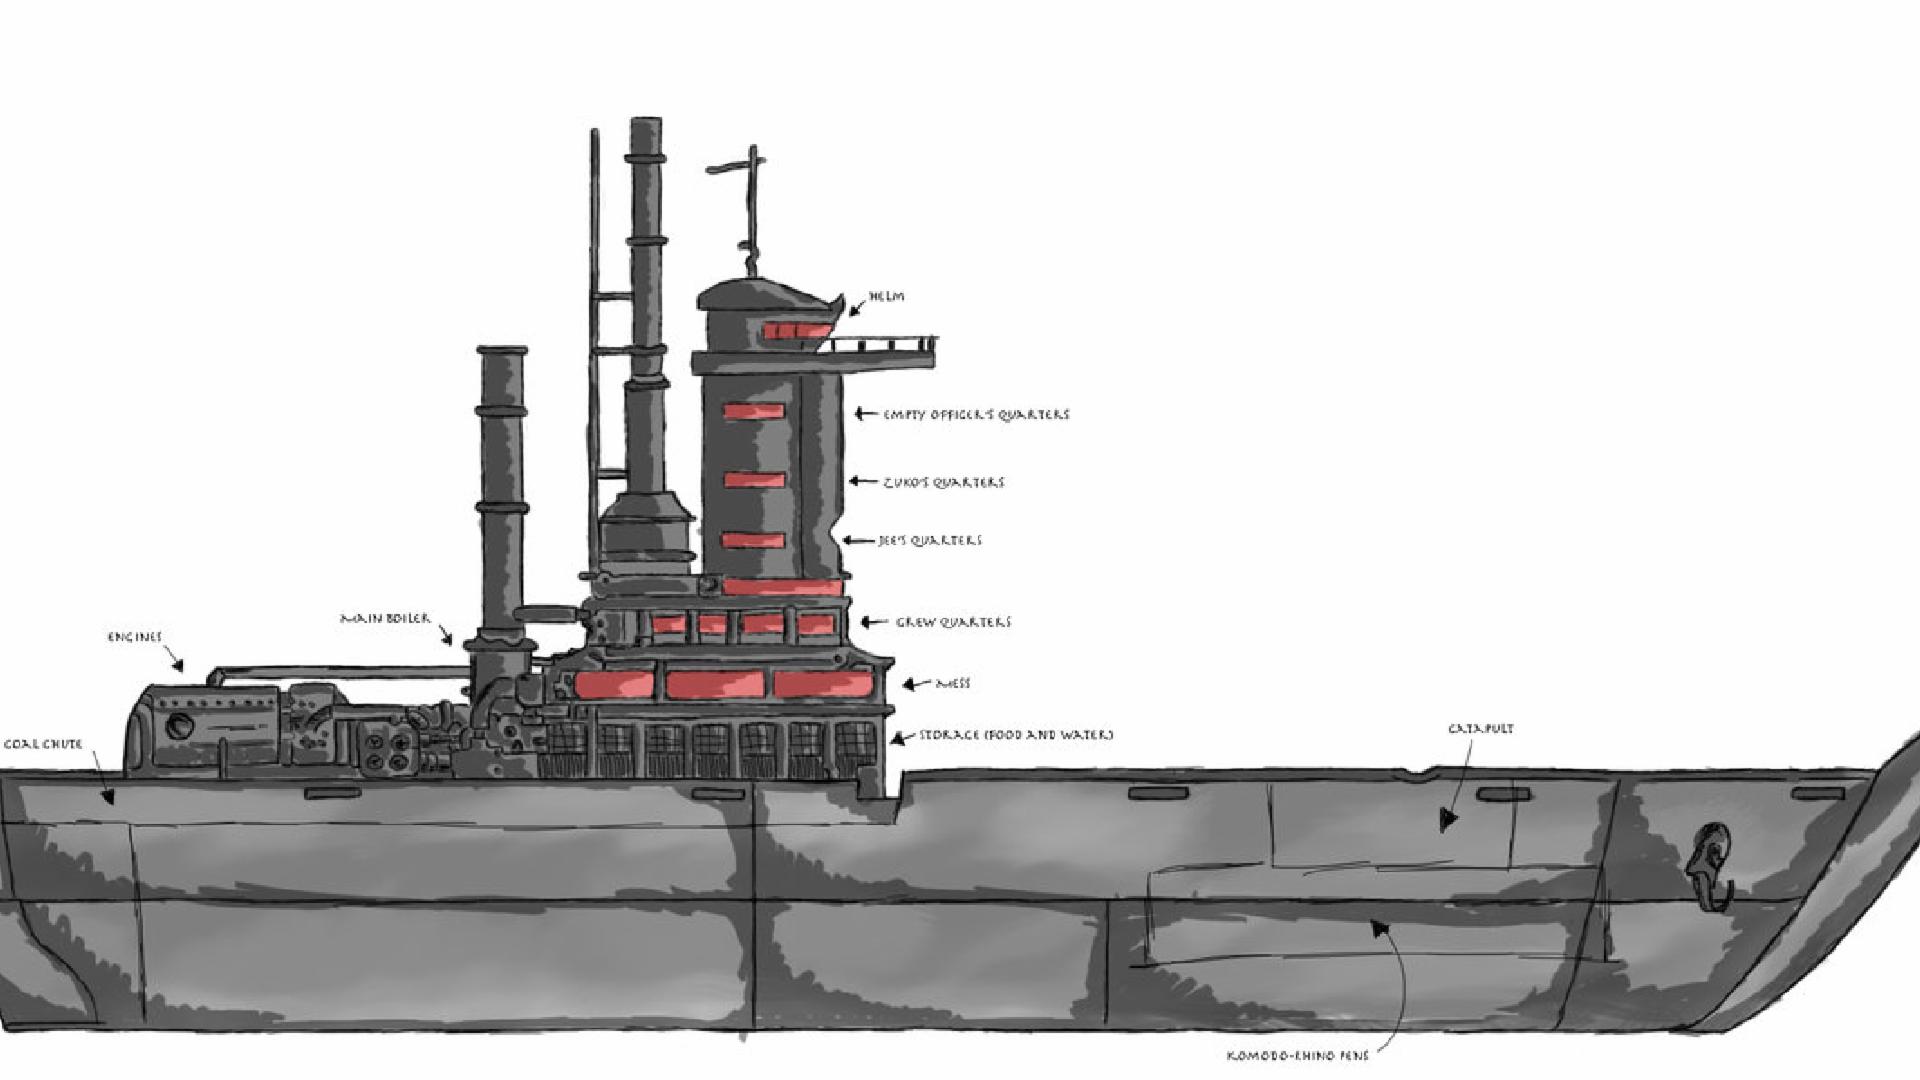 HELM
EMPTY OFFICER'S QUARTERS
ZUKO'S QUARTERS
JEE'S QUARTERS
MAIN BOILER
CREW QUARTERS
ENGINES
MESS
COAL CHUTE
STORAGE (FOOD AND WATER)
CATAPULT
KOMODO-RHINO PENS